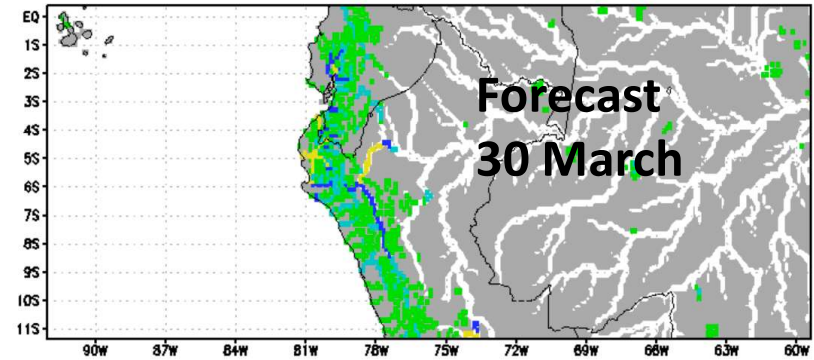 EQ
1S
2S
3S
4S
5S
6S
7S
8S
9S
10S
11S
Forecast
30 March
90W 87W 84W 81W 78W 75W 72W 69W 66W 63W 60W